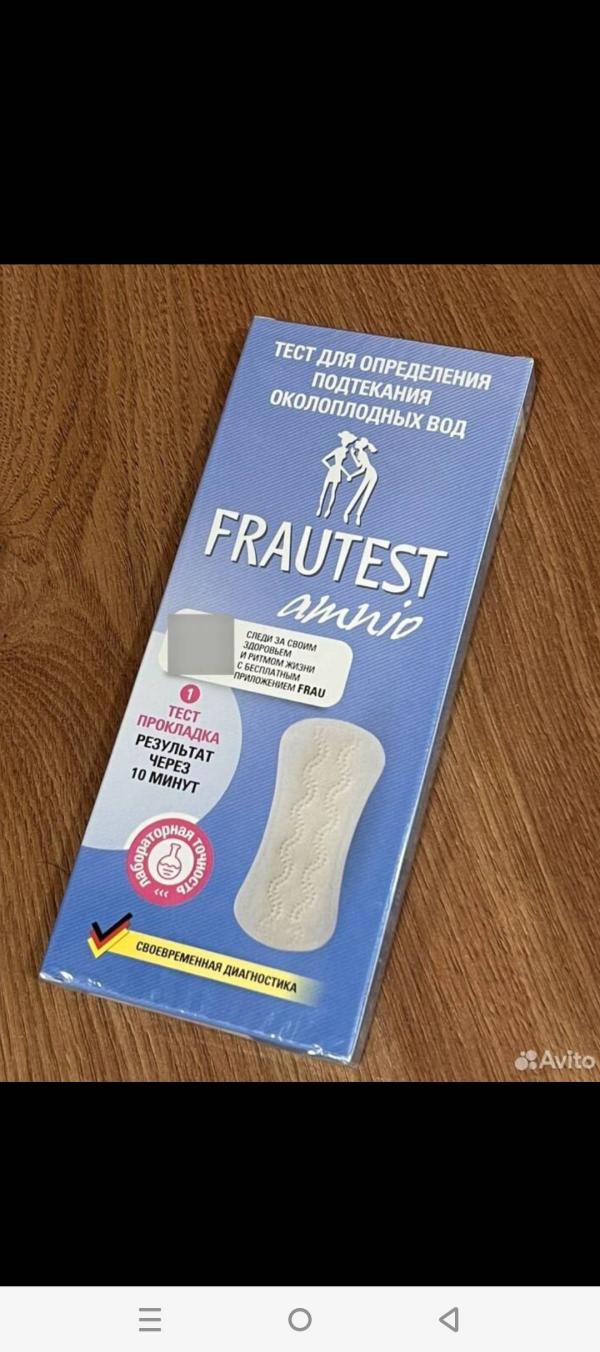 ТЕСТ ДЛЯ ОПРЕДЕЛЕНИЯ
ПОДТЕКАНИЯ
ОКОЛОПЛОДНЫХ ВОД
FRAUTEST
amnio
СЛЕДИ ЗА СВОИМ
ЗДОРОВЬЕМ
И РИТМОМ ЖИЗНИ
С БЕСПЛАТНЫМ
ПРИЛОЖЕНИЕМ FRAU
1
ТЕСТ
ПРОКЛАДКА
РЕЗУЛЬТАТ
ЧЕРЕЗ
10 МИНУТ
лабораторная точность
СВОЕВРЕМЕННАЯ ДИАГНОСТИКА
Avito